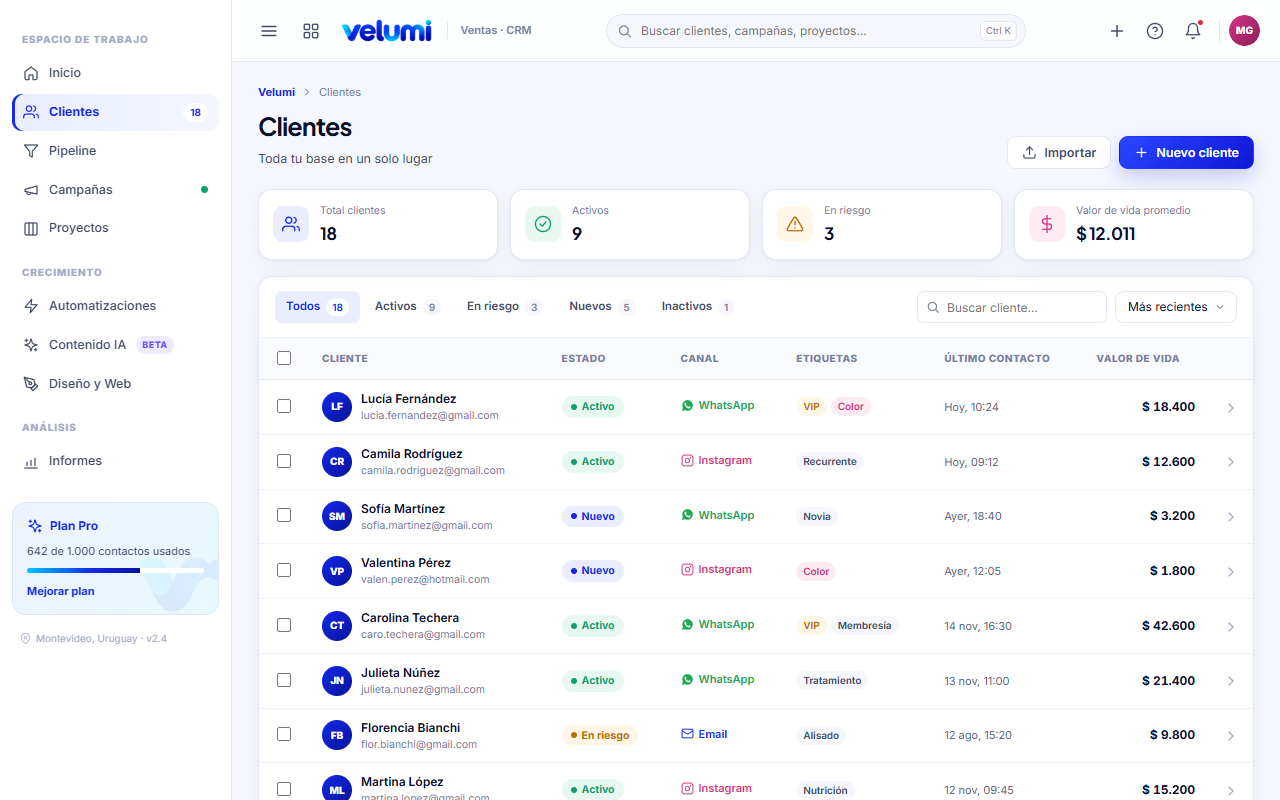 ESPACIO DE TRABAJO
Inicio
Clientes 18
Pipeline
Campañas
Proyectos
CRECIMIENTO
Automatizaciones
Contenido IA BETA
Diseño y Web
ANÁLISIS
Informes
Plan Pro
642 de 1.000 contactos usados
Mejorar plan
Montevideo, Uruguay · v2.4
velumi Ventas · CRM
Buscar clientes, campañas, proyectos... Ctrl K
MG
Velumi > Clientes
Clientes
Toda tu base en un solo lugar
Importar
+ Nuevo cliente
Total clientes
18
Activos
9
En riesgo
3
Valor de vida promedio
$ 12.011
Todos 18 Activos 9 En riesgo 3 Nuevos 5 Inactivos 1
Buscar cliente... Más recientes
CLIENTE ESTADO CANAL ETIQUETAS ÚLTIMO CONTACTO VALOR DE VIDA
LF Lucía Fernández Activo WhatsApp VIP Color Hoy, 10:24 $ 18.400
lucia.fernandez@gmail.com
CR Camila Rodríguez Activo Instagram Recurrente Hoy, 09:12 $ 12.600
camila.rodriguez@gmail.com
SM Sofía Martínez Nuevo WhatsApp Novia Ayer, 18:40 $ 3.200
sofia.martinez@gmail.com
VP Valentina Pérez Nuevo Instagram Color Ayer, 12:05 $ 1.800
valen.perez@hotmail.com
CT Carolina Techera Activo WhatsApp VIP Membresía 14 nov, 16:30 $ 42.600
caro.techera@gmail.com
JN Julieta Núñez Activo WhatsApp Tratamiento 13 nov, 11:00 $ 21.400
julieta.nunez@gmail.com
FB Florencia Bianchi En riesgo Email Alisado 12 ago, 15:20 $ 9.800
flor.bianchi@gmail.com
ML Martina López Activo Instagram Nutrición 12 nov, 09:45 $ 15.200
martina.lopez@gmail.com